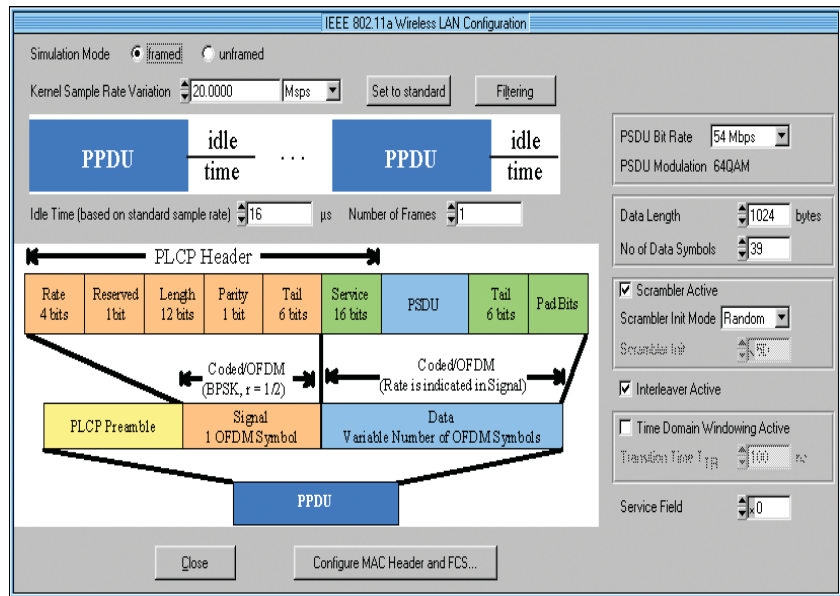 IEEE 802.11a Wireless LAN Configuration
Simulation Mode framed unframed
Kernel Sample Rate Variation 20.0000 Msps Set to standard Filtering
PPDU idle time ... PPDU idle time
Idle Time (based on standard sample rate) 16 µs Number of Frames 1
PLCP Header
Rate 4 bits
Reserved 1bit
Length 12 bits
Parity 1 bit
Tail 6 bits
Service 16 bits
PSDU
Tail 6 bits
Pad Bits
Coded/OFDM
(BPSK, r = 1/2)
Coded/OFDM
(Rate is indicated in Signal)
PLCP Preamble
Signal
1 OFDM Symbol
Data
Variable Number of OFDM Symbols
PPDU
Close
Configure MAC Header and FCS...
PSDU Bit Rate 54 Mbps
PSDU Modulation 64QAM
Data Length 1024 bytes
No of Data Symbols 39
Scrambler Active
Scrambler Init Mode Random
Scrambler Init
Interleaver Active
Time Domain Windowing Active
Transition Time TTR 100
Service Field x0